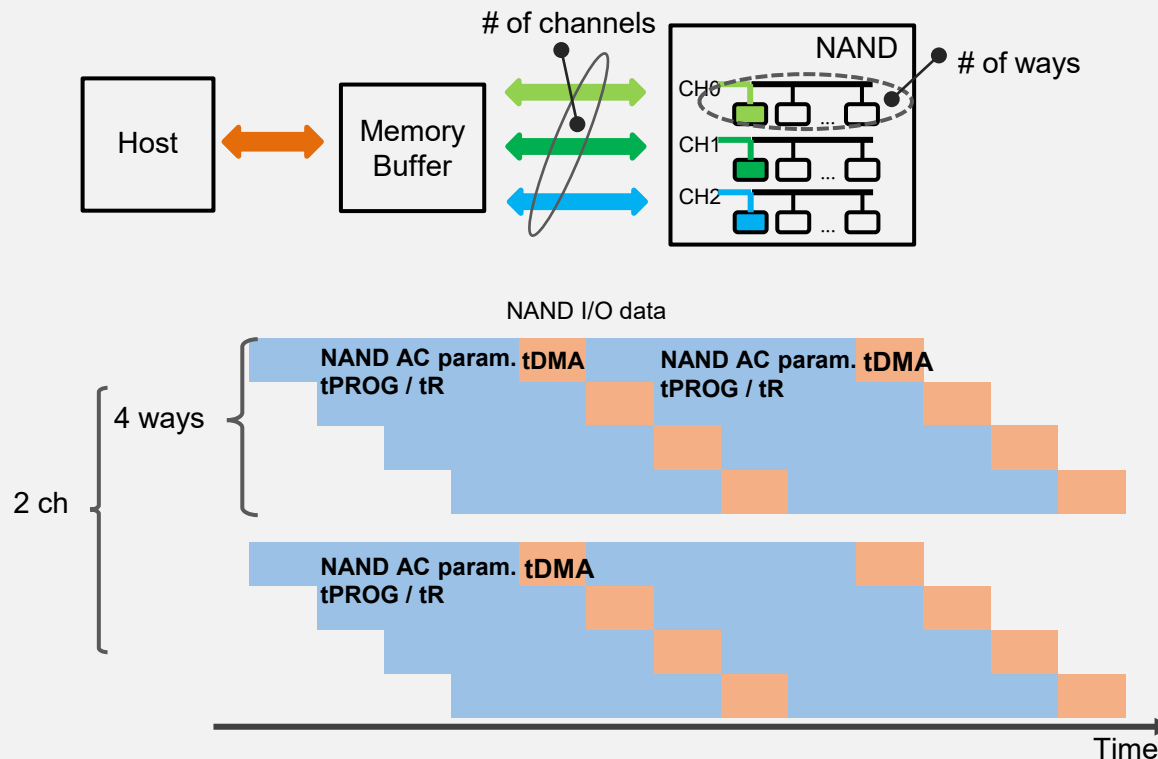 # of channels
NAND
# of ways
Host
Memory
Buffer
CH0
...
CH1
...
CH2
...
NAND I/O data
NAND AC param. tDMA
tPROG / tR
NAND AC param. tDMA
tPROG / tR
4 ways
2 ch
NAND AC param. tDMA
tPROG / tR
Time